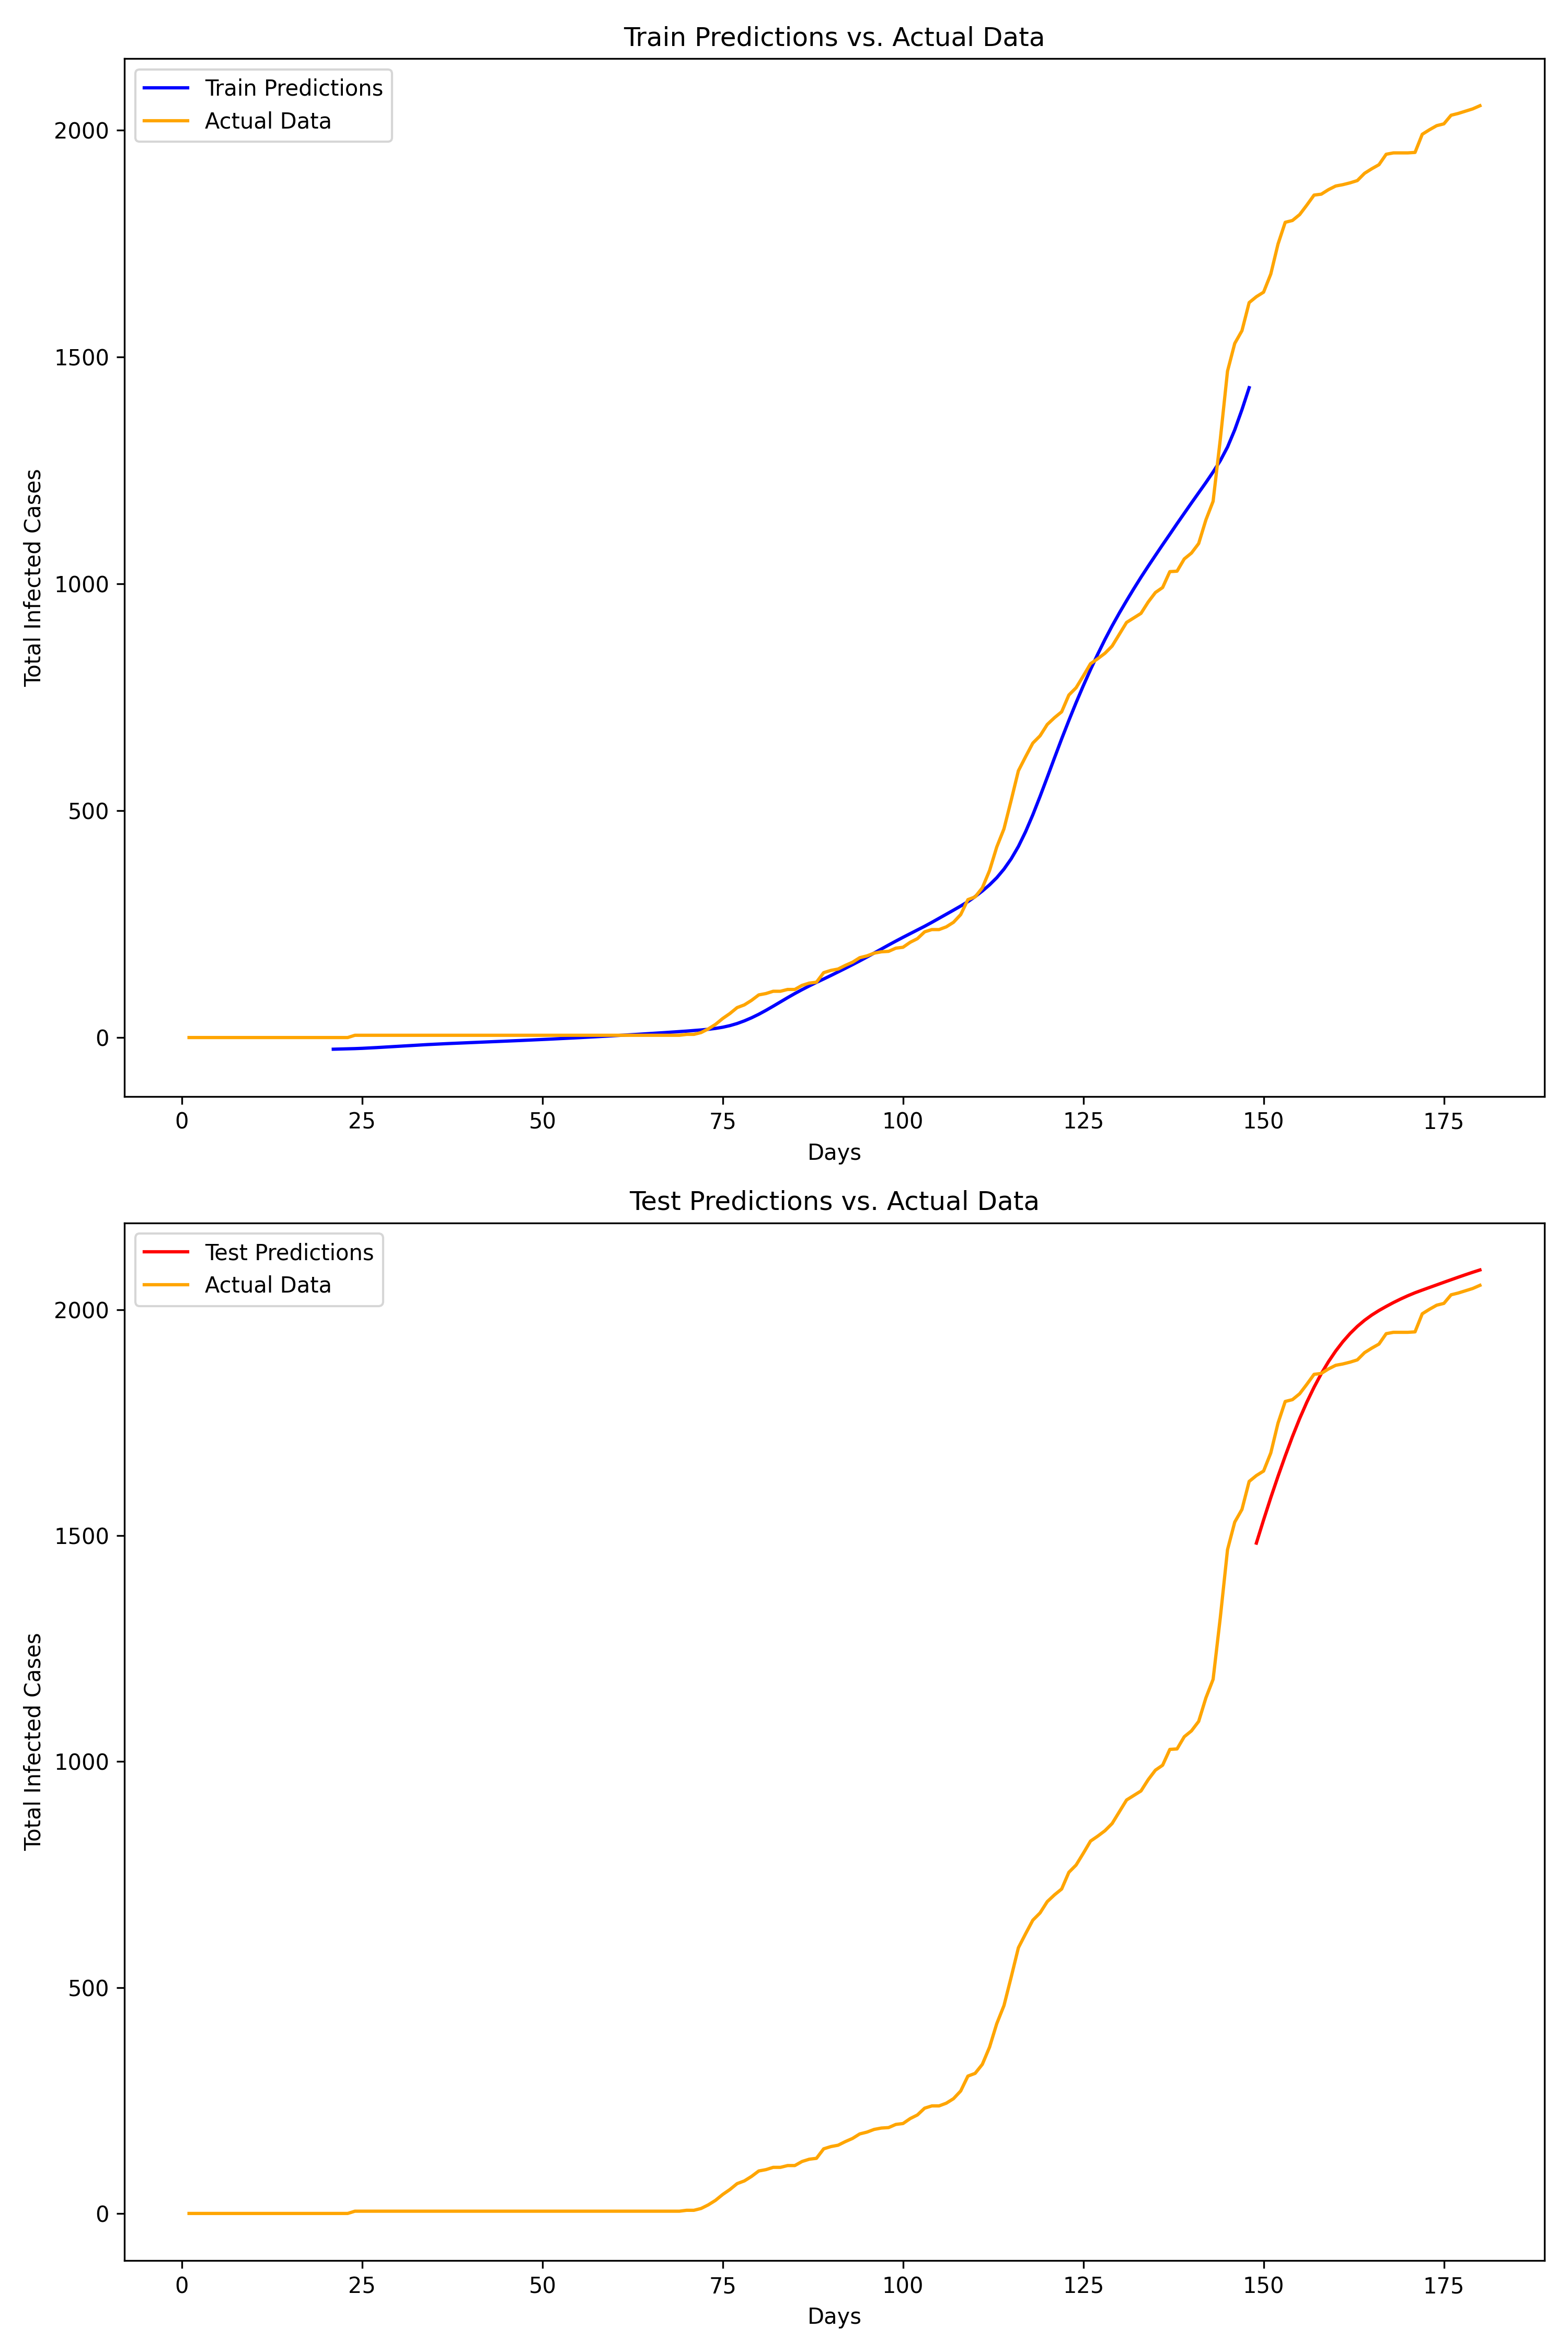 Train Predictions vs. Actual Data
Train Predictions
Actual Data
2000
1500
1000
500
0
Total Infected Cases
0 25 50 75 100 125 150 175
Days
Test Predictions vs. Actual Data
Test Predictions
Actual Data
2000
1500
1000
500
0
Total Infected Cases
0 25 50 75 100 125 150 175
Days